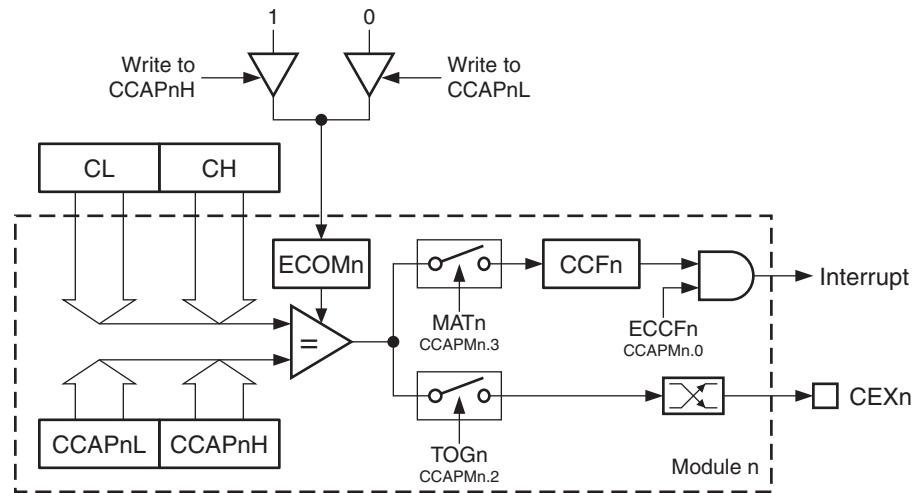 1 0
Write to
CCAPnH
Write to
CCAPnL
CL CH
ECOMn
CCFn
Interrupt
MATn
CCAPMn.3
ECCFn
CCAPMn.0
=
CEXn
CCAPnL CCAPnH
TOGn
CCAPMn.2
Module n